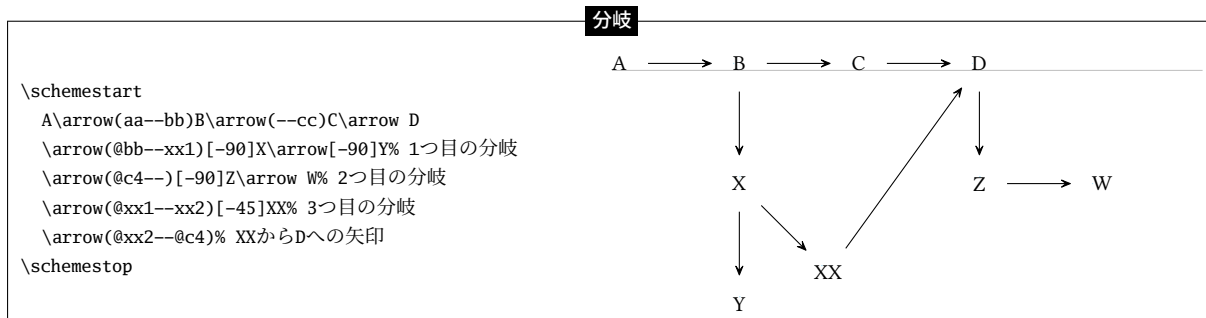 分岐
\schemestart
A\arrow(aa--bb)B\arrow(--cc)C\arrow D
\arrow(@bb--xx1)[-90]X\arrow[-90]Y% 1つ目の分岐
\arrow(@c4--)[-90]Z\arrow W% 2つ目の分岐
\arrow(@xx1--xx2)[-45]XX% 3つ目の分岐
\arrow(@xx2--@c4)% XXからDへの矢印
\schemestop
A B C D
X Z W
XX
Y